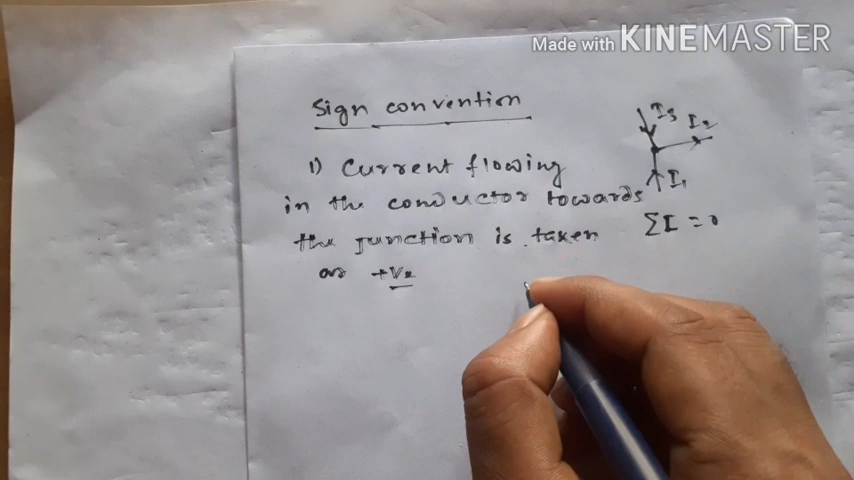 Made with KINEMASTER
Sign convention
1) Current flowing
in the conductor towards
the junction is taken
as +Ve
I3
I2
I1
ΣI = 0